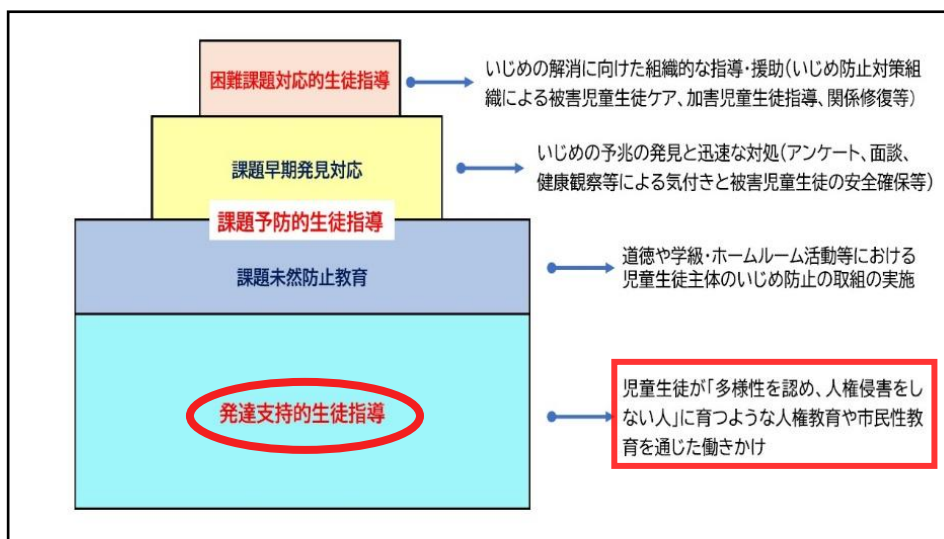 困難課題対応的生徒指導
いじめの解消に向けた組織的な指導・援助(いじめ防止対策組
織による被害児童生徒ケア、加害児童生徒指導、関係修復等)
課題早期発見対応
いじめの予兆の発見と迅速な対処(アンケート、面談、
健康観察等による気付きと被害児童生徒の安全確保等)
課題予防的生徒指導
課題未然防止教育
道徳や学級・ホームルーム活動等における
児童生徒主体のいじめ防止の取組の実施
発達支持的生徒指導
児童生徒が「多様性を認め、人権侵害をし
ない人」に育つような人権教育や市民性教
育を通じた働きかけ